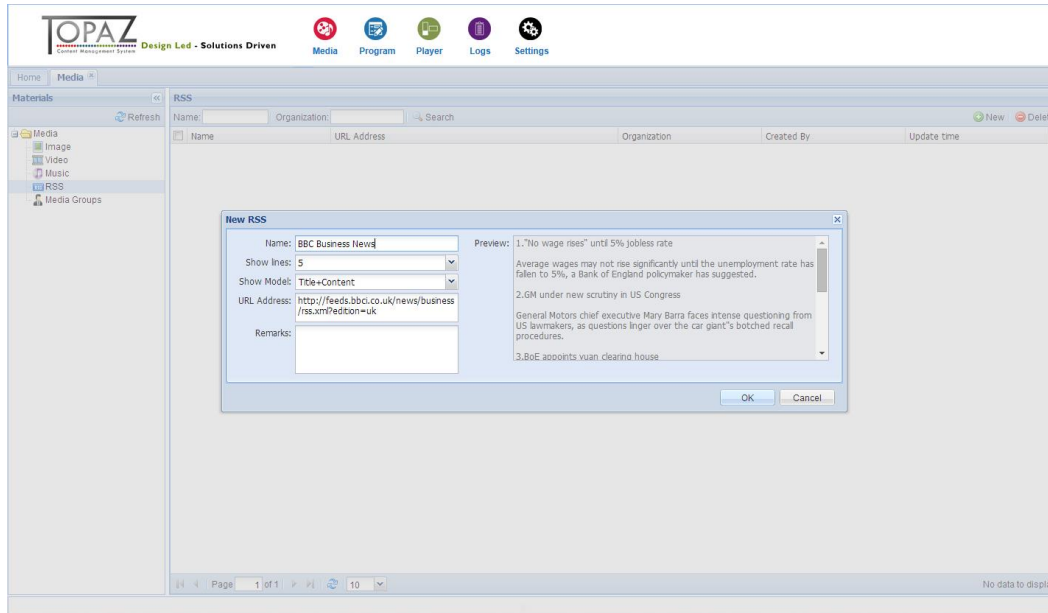 TOPAZ
Content Management System
Design Led - Solutions Driven
Media
Program
Player
Logs
Settings
Home
Media
Materials
RSS
Refresh
Name:
Organization:
Search
New
Delet
Name
URL Address
Organization
Created By
Update time
Media
Image
Video
Music
RSS
Media Groups
New RSS
Name: BBC Business News
Show lines: 5
Show Model: Title+Content
URL Address: http://feeds.bbci.co.uk/news/business
/rss.xml?edition=uk
Remarks:
Preview: 1."No wage rises" until 5% jobless rate
Average wages may not rise significantly until the unemployment rate has
fallen to 5%, a Bank of England policymaker has suggested.
2.GM under new scrutiny in US Congress
General Motors chief executive Mary Barra faces intense questioning from
US lawmakers, as questions linger over the car giant"s botched recall
procedures.
3.BoE appoints yuan clearing house
OK
Cancel
Page 1 of 1
10
No data to displa